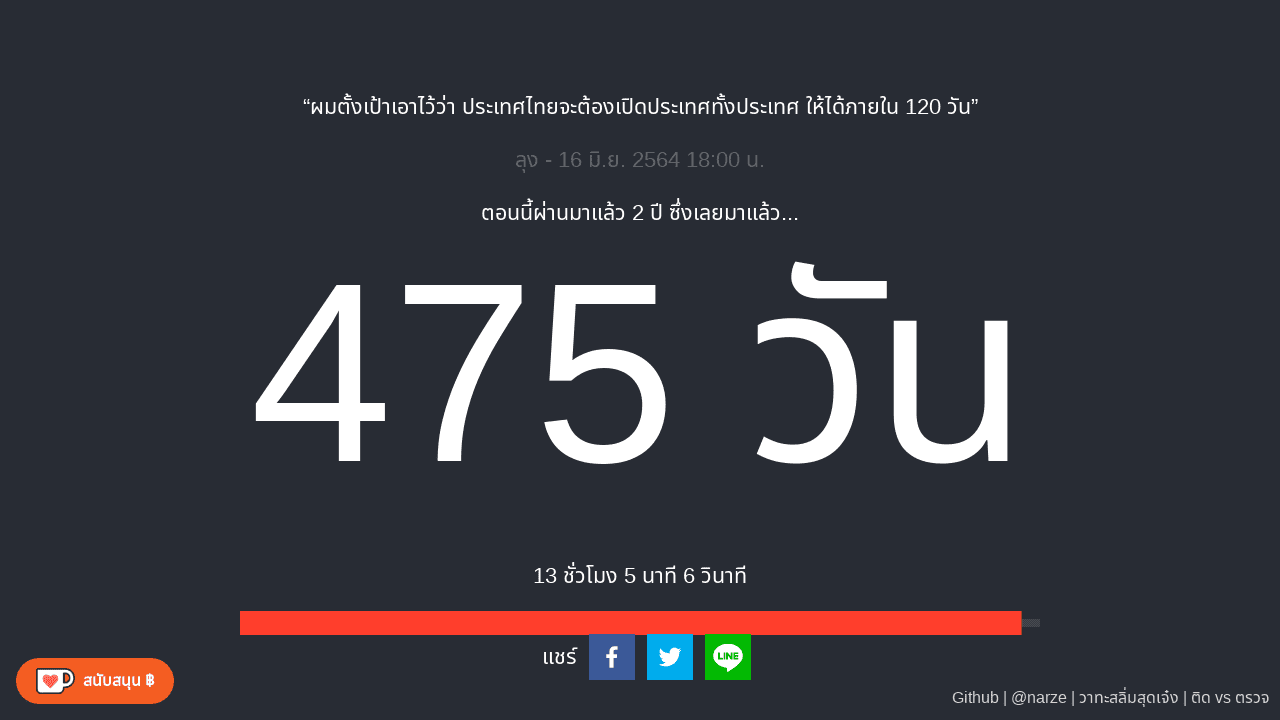 “ผมตั้งเป้าเอาไว้ว่า ประเทศไทยจะต้องเปิดประเทศทั้งประเทศ ให้ได้ภายใน 120 วัน”
ลุง - 16 มิ.ย. 2564 18:00 น.
ตอนนี้ผ่านมาแล้ว 2 ปี ซึ่งเลยมาแล้ว...
475 วัน
13 ชั่วโมง 5 นาที 6 วินาที
แชร์
LINE
สนับสนุน ฿
Github | @narze | วาทะสลิ่มสุดเจ๋ง | ติด vs ตรวจ